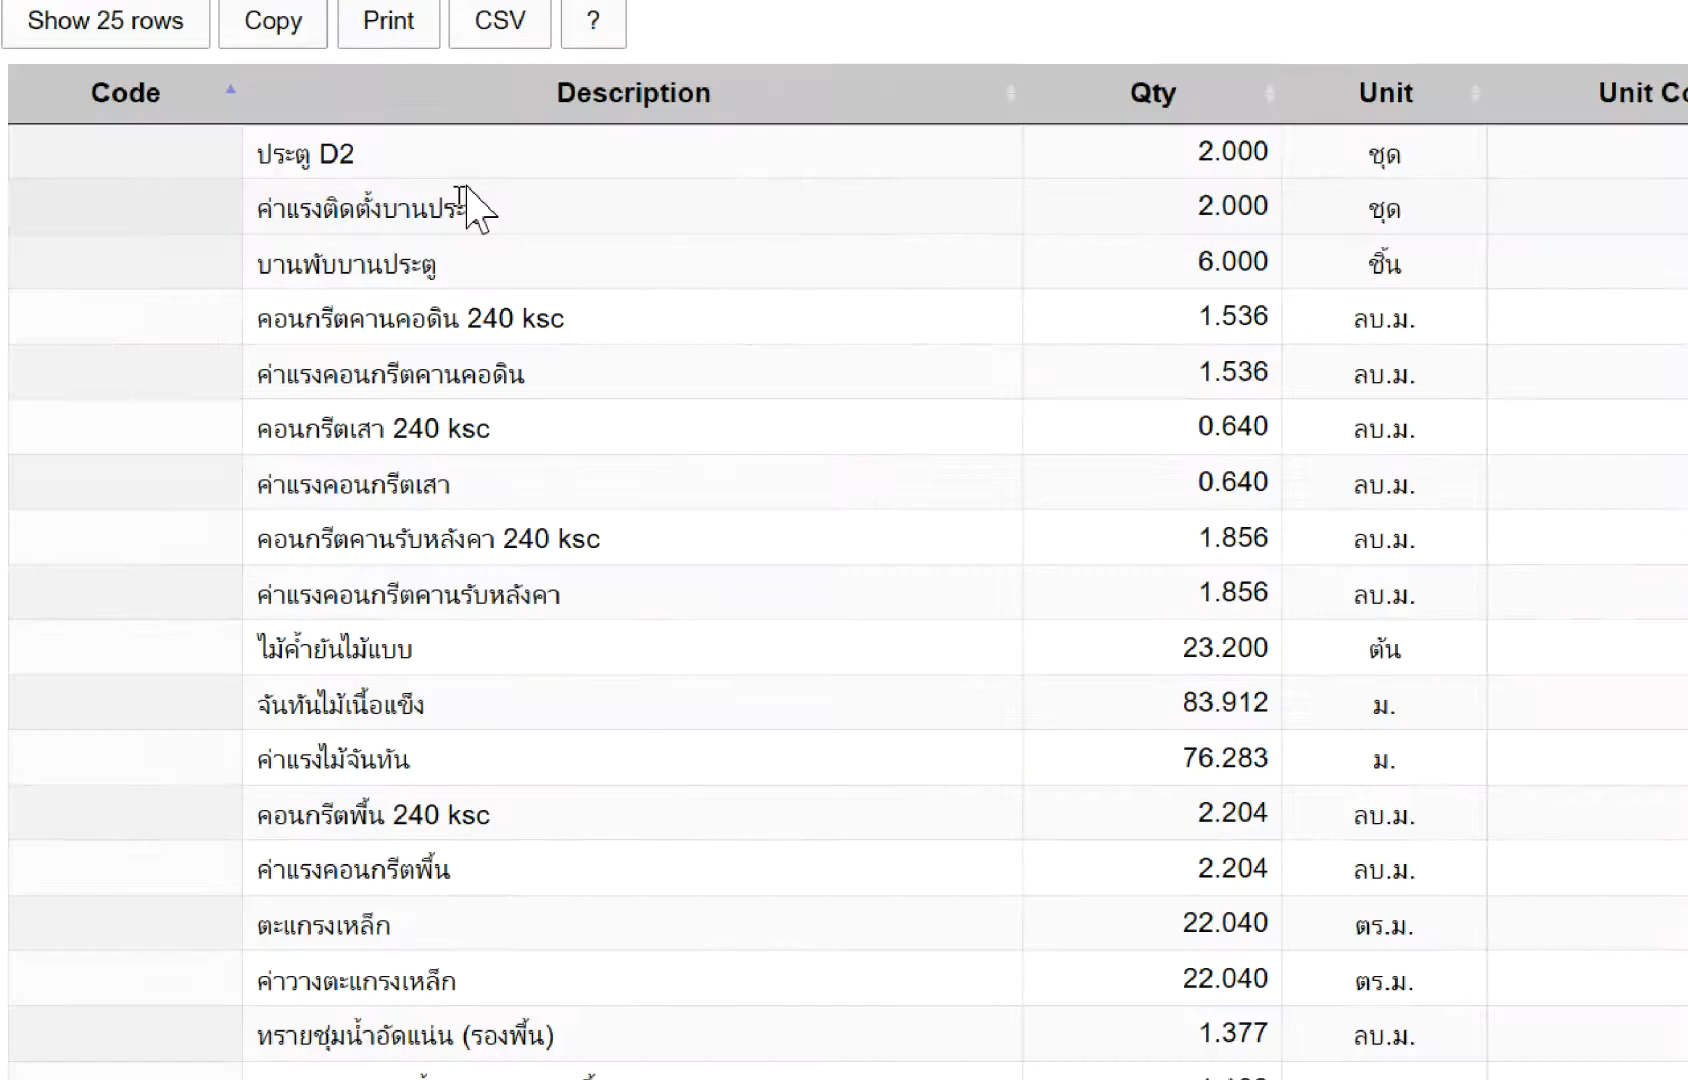 Show 25 rows Copy Print CSV ?
Code Description Qty Unit Unit
ประตู D2 2.000 ชุด
ค่าแรงติดตั้งบานประ 2.000 ชุด
บานพับบานประตู 6.000 ชิ้น
คอนกรีตคานคอดิน 240 ksc 1.536 ลบ.ม.
ค่าแรงคอนกรีตคานคอดิน 1.536 ลบ.ม.
คอนกรีตเสา 240 ksc 0.640 ลบ.ม.
ค่าแรงคอนกรีตเสา 0.640 ลบ.ม.
คอนกรีตคานรับหลังคา 240 ksc 1.856 ลบ.ม.
ค่าแรงคอนกรีตคานรับหลังคา 1.856 ลบ.ม.
ไม้ค้ำยันไม้แบบ 23.200 ต้น
จันทันไม้เนื้อแข็ง 83.912 ม.
ค่าแรงไม้จันทัน 76.283 ม.
คอนกรีตพื้น 240 ksc 2.204 ลบ.ม.
ค่าแรงคอนกรีตพื้น 2.204 ลบ.ม.
ตะแกรงเหล็ก 22.040 ตร.ม.
ค่าวางตะแกรงเหล็ก 22.040 ตร.ม.
ทรายชุ่มน้ำอัดแน่น (รองพื้น) 1.377 ลบ.ม.